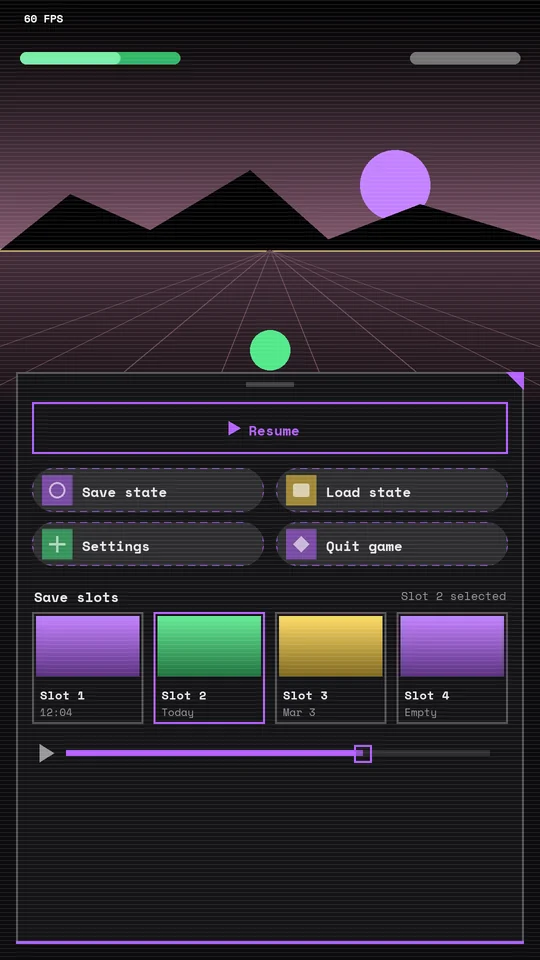 60 FPS
Resume
Save state
Load state
Settings
Quit game
Save slots
Slot 2 selected
Slot 1
12:04
Slot 2
Today
Slot 3
Mar 3
Slot 4
Empty